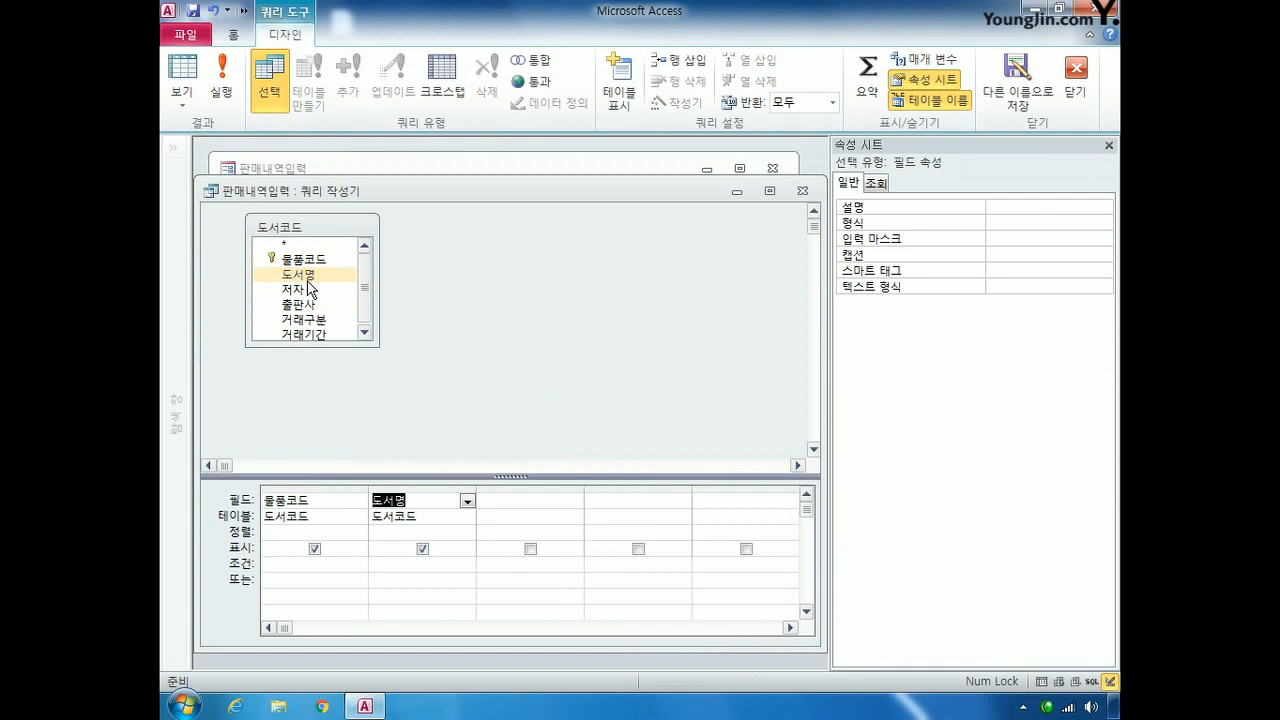 쿼리 도구
Microsoft Access
YoungJin.com Y.
파일
홈
디자인
보기
실행
선택
테이블
만들기
추가
업데이트
크로스탭
삭제
통합
통과
데이터 정의
테이블
표시
행 삽입
행 삭제
작성기
열 삽입
열 삭제
반환: 모두
요약
매개 변수
속성 시트
테이블 이름
다른 이름으로
저장
닫기
결과
쿼리 유형
쿼리 설정
표시/숨기기
닫기
판매내역입력
판매내역입력 : 쿼리 작성기
도서코드
*
물품코드
도서명
저자
출판사
거래구분
거래기간
탐색 창
필드: 물품코드 도서명
테이블: 도서코드 도서코드
정렬:
표시:
조건:
또는:
속성 시트
선택 유형: 필드 속성
일반 조회
설명
형식
입력 마스크
캡션
스마트 태그
텍스트 형식
준비
Num Lock
SQL